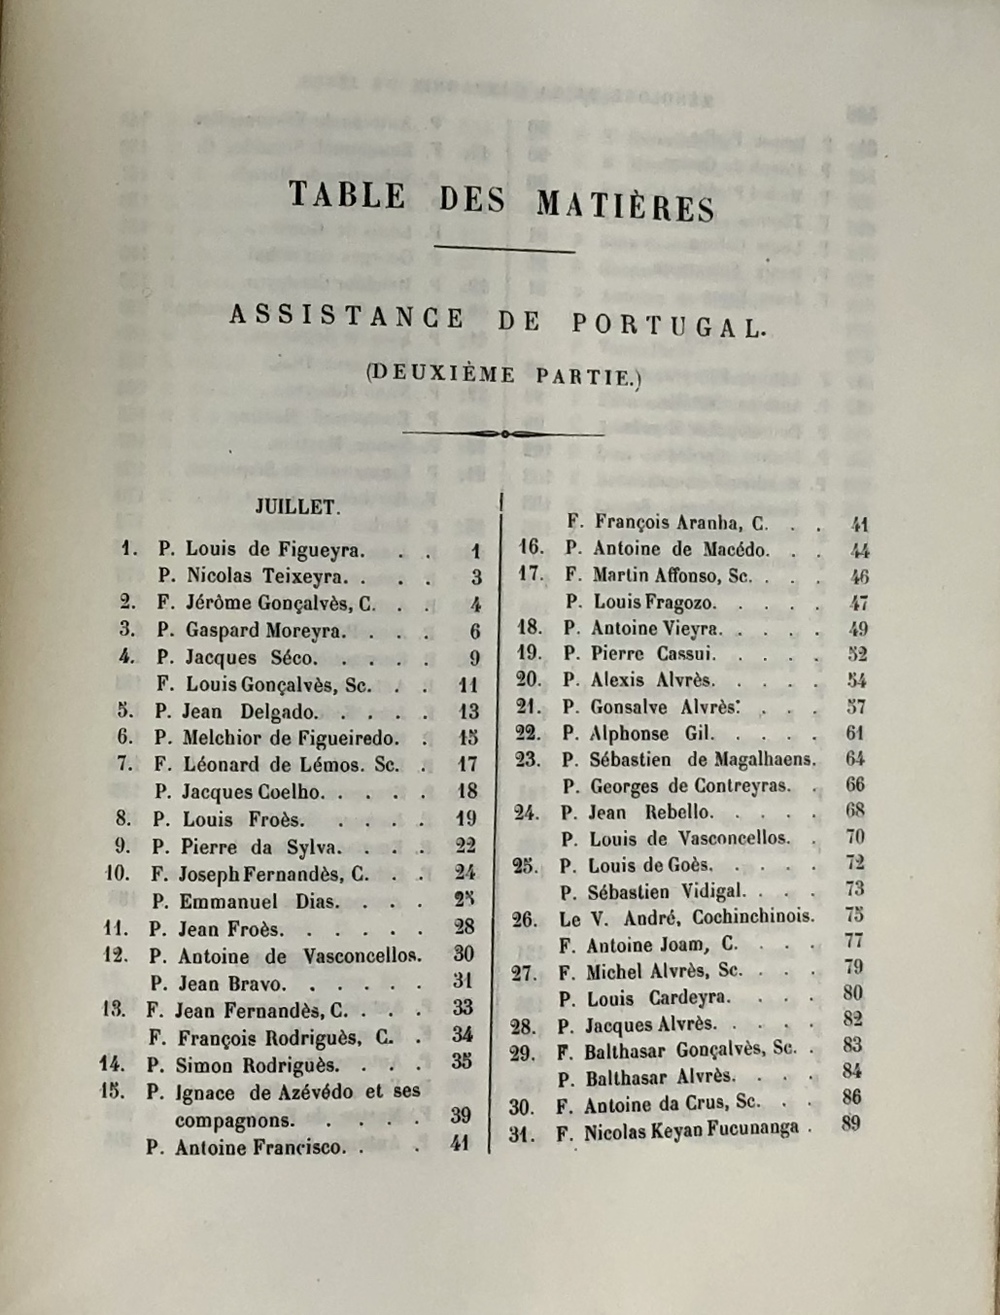 TABLE DES MATIÈRES
ASSISTANCE DE PORTUGAL.
(DEUXIÈME PARTIE.)
JUILLET.
1. P. Louis de Figueyra. . . 1
P. Nicolas Teixeyra. . . . 3
2. F. Jérôme Gonçalvès, C. . . 4
3. P. Gaspard Moreyra. . . . 6
4. P. Jacques Séco. . . . . 9
F. Louis Gonçalvès, Sc. . . 11
5. P. Jean Delgado. . . . . 13
6. P. Melchior de Figueiredo. . 15
7. F. Léonard de Lémos. Sc. . 17
P. Jacques Coelho. . . . . 18
8. P. Louis Froès. . . . . 19
9. P. Pierre da Sylva. . . . 22
10. F. Joseph Fernandès, C. . . 24
P. Emmanuel Dias. . . . 25
11. P. Jean Froès. . . . . . 28
12. P. Antoine de Vasconcellos. 30
P. Jean Bravo. . . . . . 31
13. F. Jean Fernandès, C. . . . 33
F. François Rodriguès, C. . 34
14. P. Simon Rodriguès. . . . 35
15. P. Ignace de Azévédo et ses
compagnons. . . . . 39
P. Antoine Francisco. . . 41
F. François Aranha, C. . . 41
16. P. Antoine de Macédo. . . 44
17. F. Martin Affonso, Sc. . . . 46
P. Louis Fragozo. . . . . 47
18. P. Antoine Vieyra. . . . . 49
19. P. Pierre Cassui. . . . . 52
20. P. Alexis Alvrès. . . . . 54
21. P. Gonsalve Alvrès. . . . 57
22. P. Alphonse Gil. . . . . 61
23. P. Sébastien de Magalhaens. 64
P. Georges de Contreyras. . 66
24. P. Jean Rebello. . . . . 68
P. Louis de Vasconcellos. . 70
25. P. Louis de Goès. . . . . 72
P. Sébastien Vidigal. . . . 73
26. Le V. André, Cochinchinois. 75
F. Antoine Joam, C. . . . 77
27. F. Michel Alvrès, Sc. . . . 79
P. Louis Cardeyra. . . . 80
28. P. Jacques Alvrès. . . . . 82
29. F. Balthasar Gonçalvès, Sc. . 83
P. Balthasar Alvrès. . . . 84
30. F. Antoine da Crus, Sc. . . 86
31. F. Nicolas Keyan Fucunanga . 89